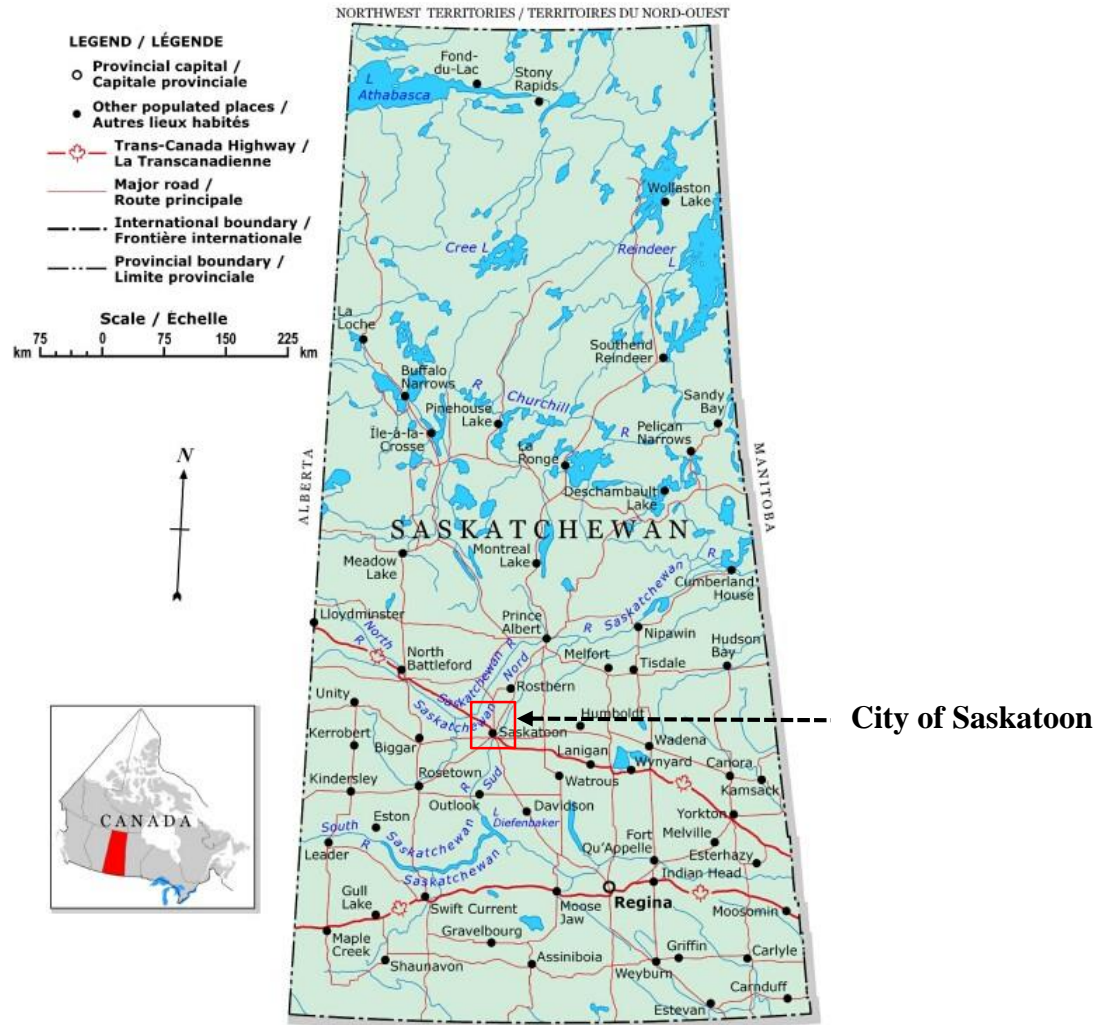 NORTHWEST TERRITORIES / TERRITOIRES DU NORD-OUEST
LEGEND / LÉGENDE
Provincial capital /
Capitale provinciale
Other populated places /
Autres lieux habités
Trans-Canada Highway /
La Transcanadienne
Major road /
Route principale
International boundary /
Frontière internationale
Provincial boundary /
Limite provinciale
Scale / Échelle
75 0 75 150 225
km km
N
ALBERTA
MANITOBA
Fond-
du-Lac
Stony
Rapids
L
Athabasca
Wollaston
Lake
Cree L
Reindeer
L
La
Loche
Southend
Reindeer
Buffalo
Narrows
R Churchill R
Pinehouse
Lake
Sandy
Bay
Île-à-la-
Crosse
Pelican
Narrows
La
Ronge
Deschambault
Lake
SASKATCHEWAN
Meadow
Lake
Montreal
Lake
R
Saskatchewan
R
Cumberland
House
Lloydminster
Prince
Albert
North
R
Saskatchewan
R
Nord
Nipawin
Hudson
Bay
North
Battleford
Melfort
Tisdale
Rosthern
Unity
Saskatchewan
Humboldt
City of Saskatoon
Saskatoon
Kerrobert
Biggar
Lanigan
Wadena
Wynyard
Canora
Kamsack
Kindersley
Rosetown
R
Sud
Watrous
Outlook
L
Diefenbaker
Davidson
Yorkton
Eston
South
R
Saskatchewan
Fort
Qu'Appelle
Melville
Leader
Esterhazy
Saskatchewan
Indian Head
Gull
Lake
Swift Current
Moose
Jaw
Regina
Moosomin
Maple
Creek
Gravelbourg
Griffin
Carlyle
Shaunavon
Assiniboia
Weyburn
Carnduff
Estevan
CANADA